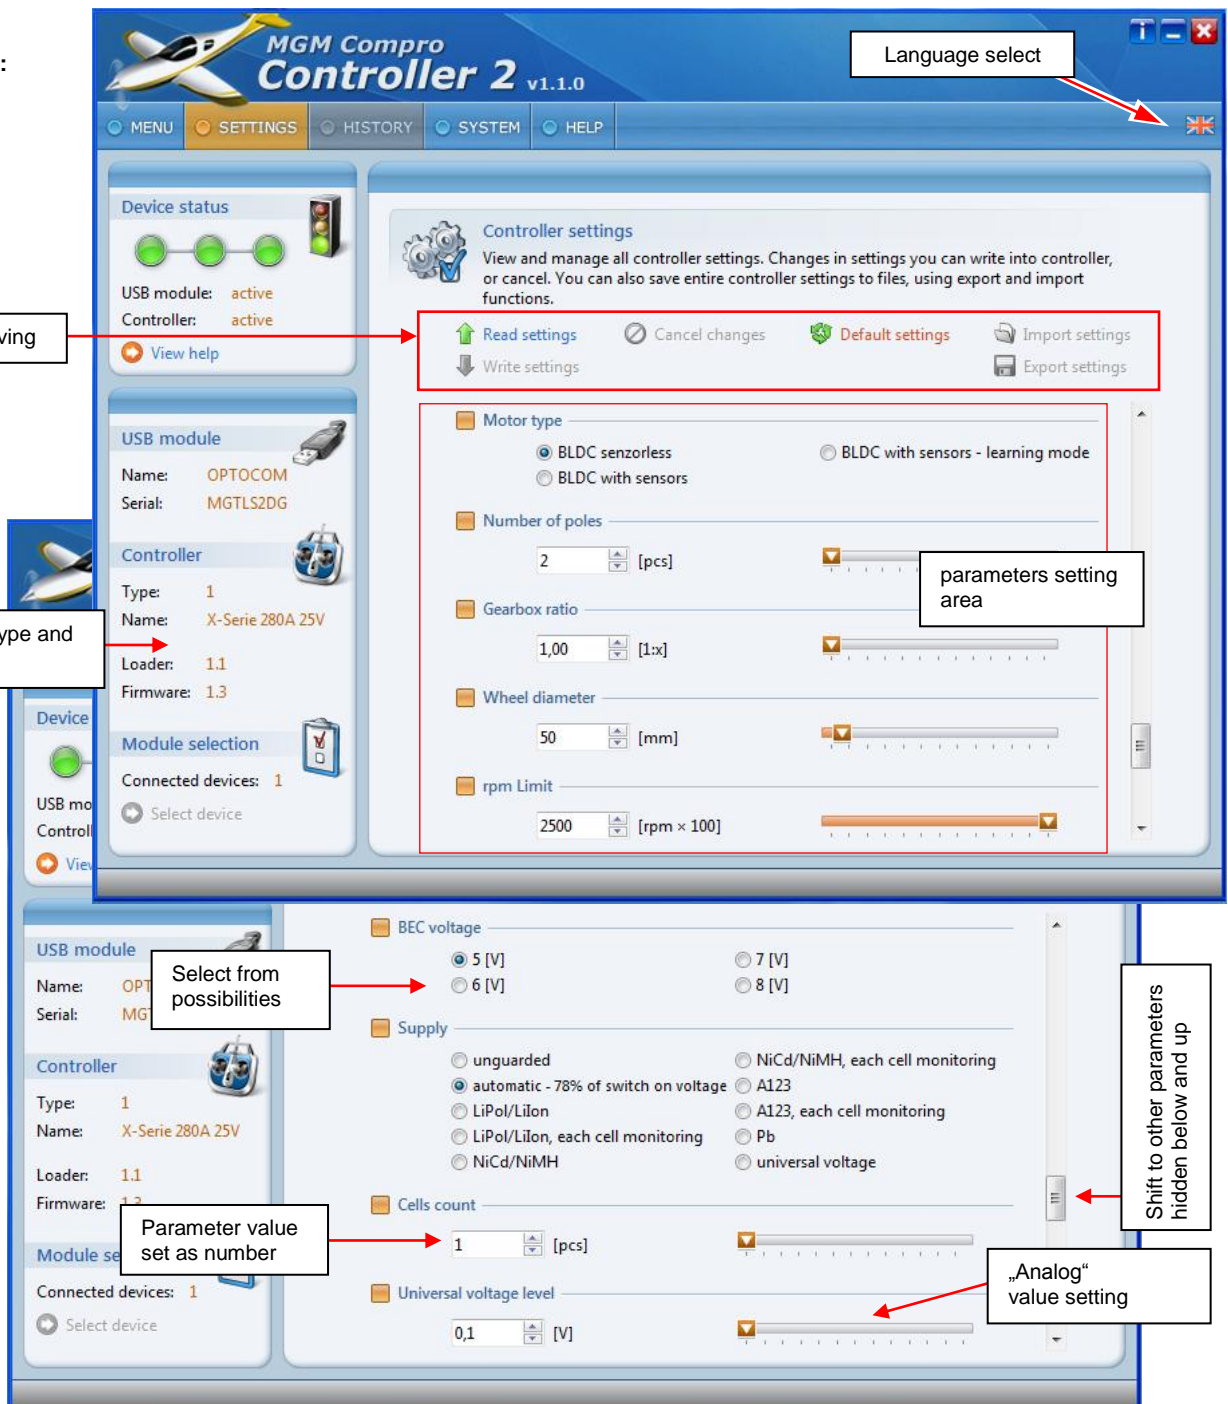 :
MGM Compro
Controller 2 v1.1.0
Language select
MENU
SETTINGS
HISTORY
SYSTEM
HELP
Device status
USB module: active
Controller: active
View help
Controller settings
View and manage all controller settings. Changes in settings you can write into controller,
or cancel. You can also save entire controller settings to files, using export and import
functions.
Read settings
Cancel changes
Default settings
Import settings
Write settings
Export settings
USB module
Name: OPTOCOM
Serial: MGTLS2DG
Controller
Type: 1
Name: X-Serie 280A 25V
ype and
Loader: 1.1
Firmware: 1.3
Module selection
Connected devices: 1
Select device
Motor type
BLDC senzorless
BLDC with sensors - learning mode
BLDC with sensors
Number of poles
2 [pcs]
parameters setting
area
Gearbox ratio
1,00 [1:x]
Wheel diameter
50 [mm]
rpm Limit
2500 [rpm × 100]
Device
USB mo
Control
View
USB module
Name: OPT
Serial: MGT
Select from
possibilities
Controller
Type: 1
Name: X-Serie 280A 25V
Loader: 1.1
Firmware: 1.3
Parameter value
set as number
Module se
Connected devices: 1
Select device
BEC voltage
5 [V]
7 [V]
6 [V]
8 [V]
Supply
unguarded
NiCd/NiMH, each cell monitoring
automatic - 78% of switch on voltage
A123
LiPol/LiIon
A123, each cell monitoring
LiPol/LiIon, each cell monitoring
Pb
NiCd/NiMH
universal voltage
Cells count
1 [pcs]
Universal voltage level
0,1 [V]
Shift to other parameters
hidden below and up
„Analog“
value setting